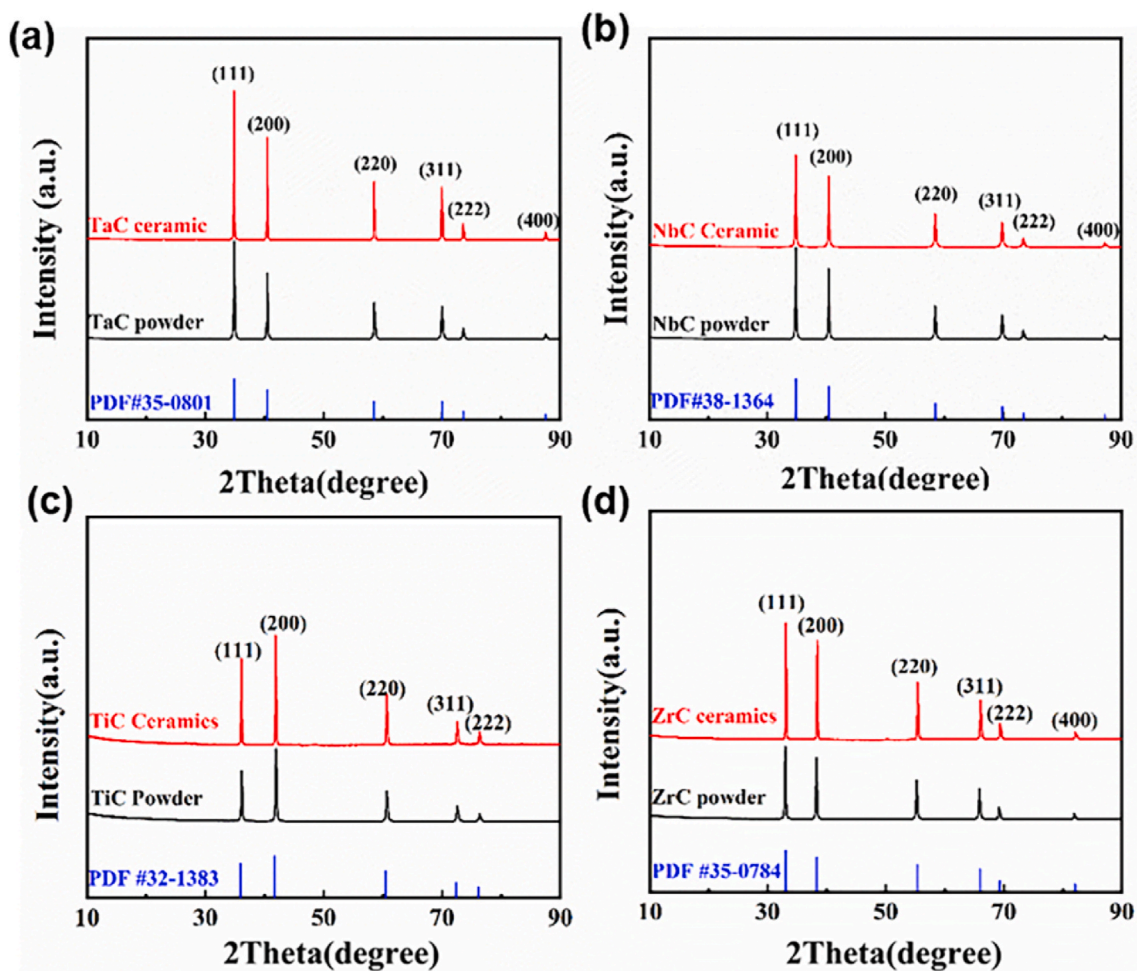 (a)
Intensity (a.u.)
(111)
(200)
(220)
(311)
(222)
(400)
TaC ceramic
TaC powder
PDF#35-0801
10 30 50 70 90
2Theta(degree)
(b)
Intensity(a.u.)
(111)
(200)
(220)
(311)
(222)
(400)
NbC Ceramic
NbC powder
PDF#38-1364
10 30 50 70 90
2Theta(degree)
(c)
Intensity(a.u.)
(111)
(200)
(220)
(311)
(222)
TiC Ceramics
TiC Powder
PDF #32-1383
10 30 50 70 90
2Theta(degree)
(d)
Intensity(a.u.)
(111)
(200)
(220)
(311)
(222)
(400)
ZrC ceramics
ZrC powder
PDF #35-0784
10 30 50 70 90
2Theta(degree)